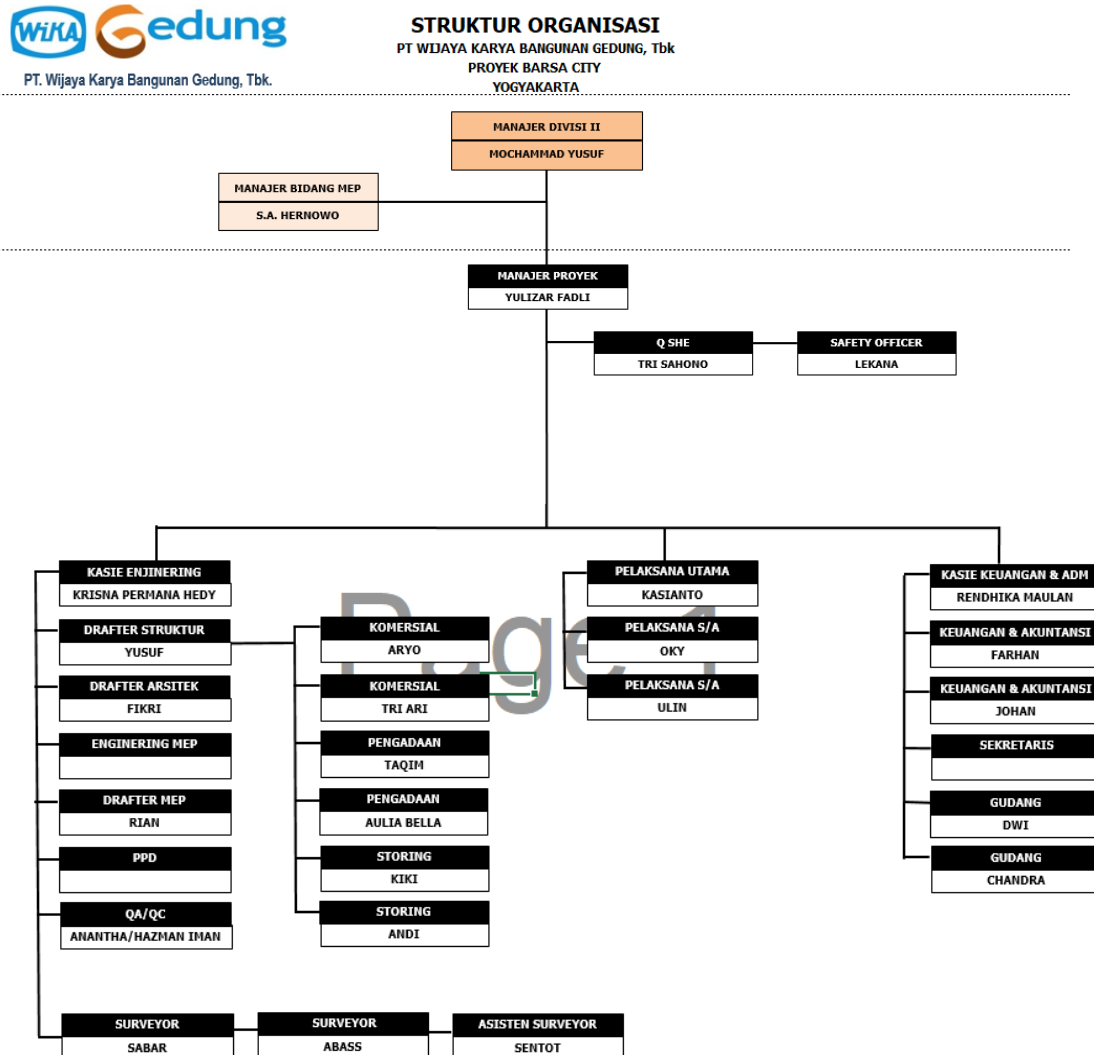 WIKA Gedung
PT. Wijaya Karya Bangunan Gedung, Tbk.
STRUKTUR ORGANISASI
PT WIJAYA KARYA BANGUNAN GEDUNG, Tbk
PROYEK BARSA CITY
YOGYAKARTA
MANAJER DIVISI II
MOCHAMMAD YUSUF
MANAJER BIDANG MEP
S.A. HERNOWO
MANAJER PROYEK
YULIZAR FADLI
Q SHE
TRI SAHONO
SAFETY OFFICER
LEKANA
Page 1
KASIE ENJINERING
KRISNA PERMANA HEDY
DRAFTER STRUKTUR
YUSUF
DRAFTER ARSITEK
FIKRI
ENGINERING MEP
DRAFTER MEP
RIAN
PPD
QA/QC
ANANTHA/HAZMAN IMAN
KOMERSIAL
ARYO
KOMERSIAL
TRI ARI
PENGADAAN
TAQIM
PENGADAAN
AULIA BELLA
STORING
KIKI
STORING
ANDI
PELAKSANA UTAMA
KASIANTO
PELAKSANA S/A
OKY
PELAKSANA S/A
ULIN
KASIE KEUANGAN & ADM
RENDHIKA MAULAN
KEUANGAN & AKUNTANSI
FARHAN
KEUANGAN & AKUNTANSI
JOHAN
SEKRETARIS
GUDANG
DWI
GUDANG
CHANDRA
SURVEYOR
SABAR
SURVEYOR
ABASS
ASISTEN SURVEYOR
SENTOT